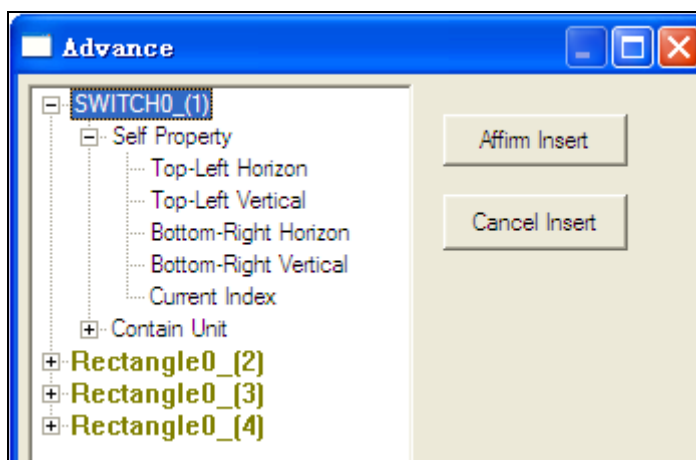 Advance
SWITCH0_(1)
Self Property
Top-Left Horizon
Top-Left Vertical
Bottom-Right Horizon
Bottom-Right Vertical
Current Index
Contain Unit
Rectangle0_(2)
Rectangle0_(3)
Rectangle0_(4)
Affirm Insert
Cancel Insert